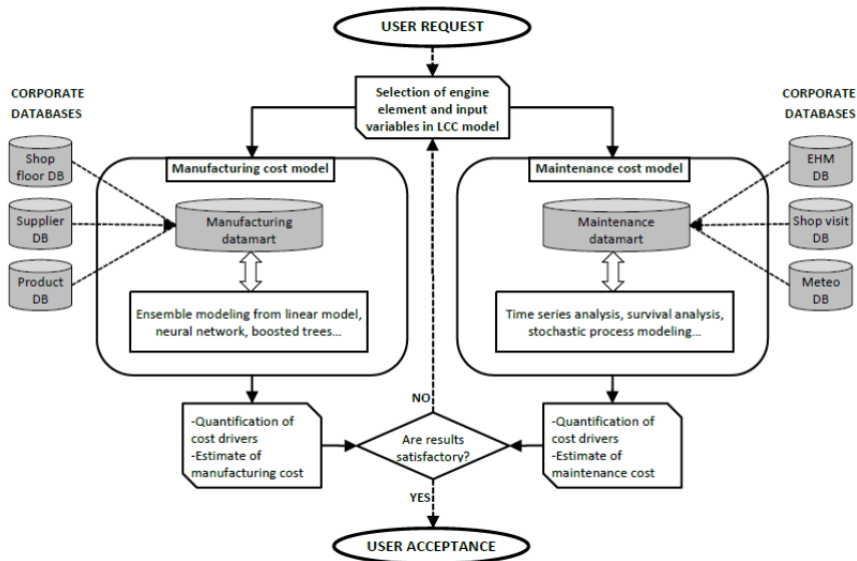 USER REQUEST
CORPORATE
DATABASES
Selection of engine
element and input
variables in LCC model
CORPORATE
DATABASES
Shop
floor DB
Supplier
DB
Product
DB
Manufacturing cost model
Manufacturing
datamart
Ensemble modeling from linear model,
neural network, boosted trees...
Maintenance cost model
Maintenance
datamart
Time series analysis, survival analysis,
stochastic process modeling...
EHM
DB
Shop visit
DB
Meteo
DB
-Quantification of
cost drivers
-Estimate of
manufacturing cost
NO
Are results
satisfactory?
YES
-Quantification of
cost drivers
-Estimate of
maintenance cost
USER ACCEPTANCE